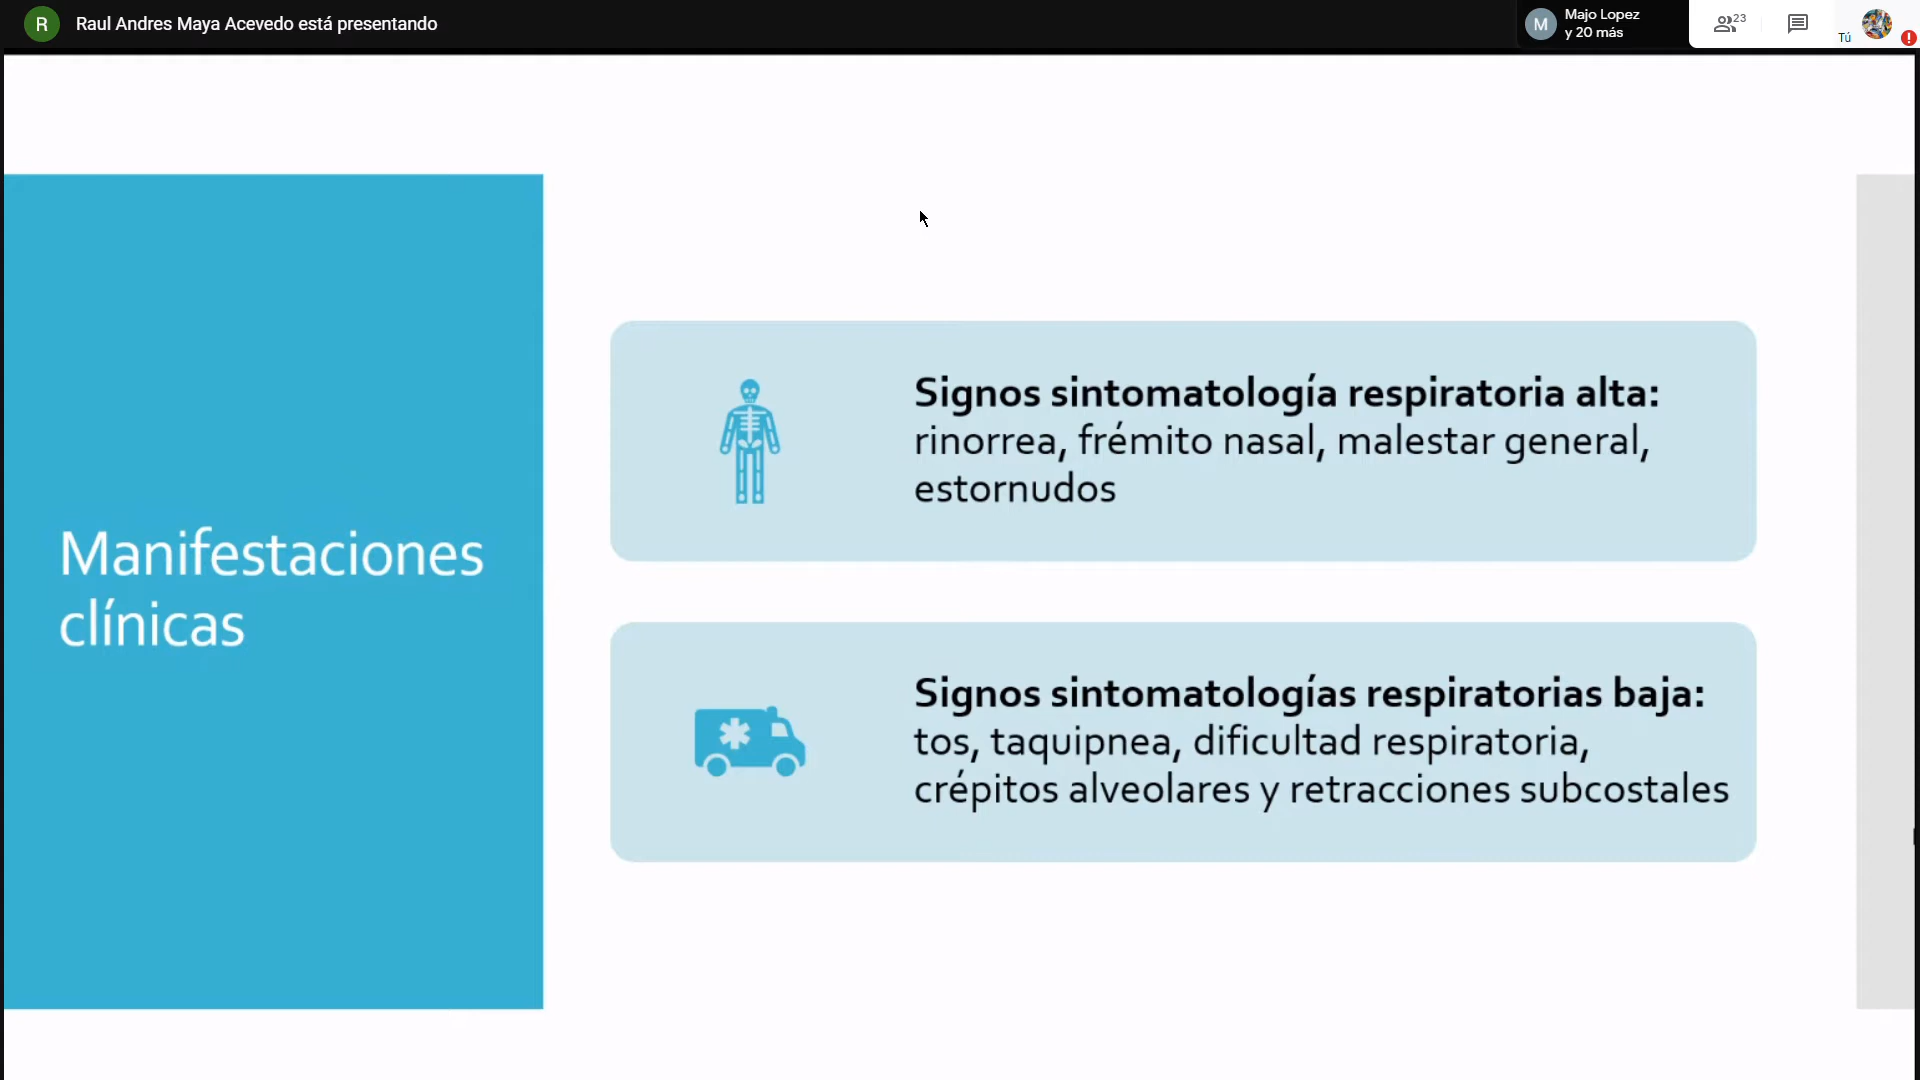 R
Raul Andres Maya Acevedo está presentando
M
Majo Lopez
y 20 más
23
Tú
Manifestaciones
clínicas
Signos sintomatología respiratoria alta:
rinorrea, frémito nasal, malestar general,
estornudos
Signos sintomatologías respiratorias baja:
tos, taquipnea, dificultad respiratoria,
crépitos alveolares y retracciones subcostales